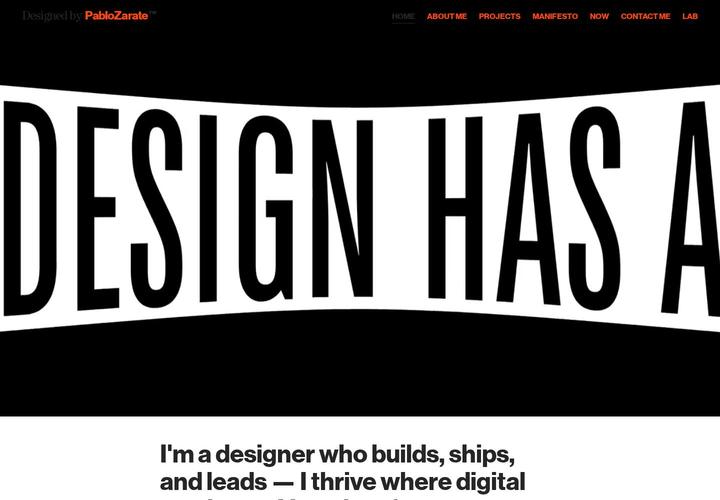 Designed by PabloZarate™
HOME ABOUT ME PROJECTS MANIFESTO NOW CONTACT ME LAB
DESIGN HAS A
I'm a designer who builds, ships,
and leads — I thrive where digital